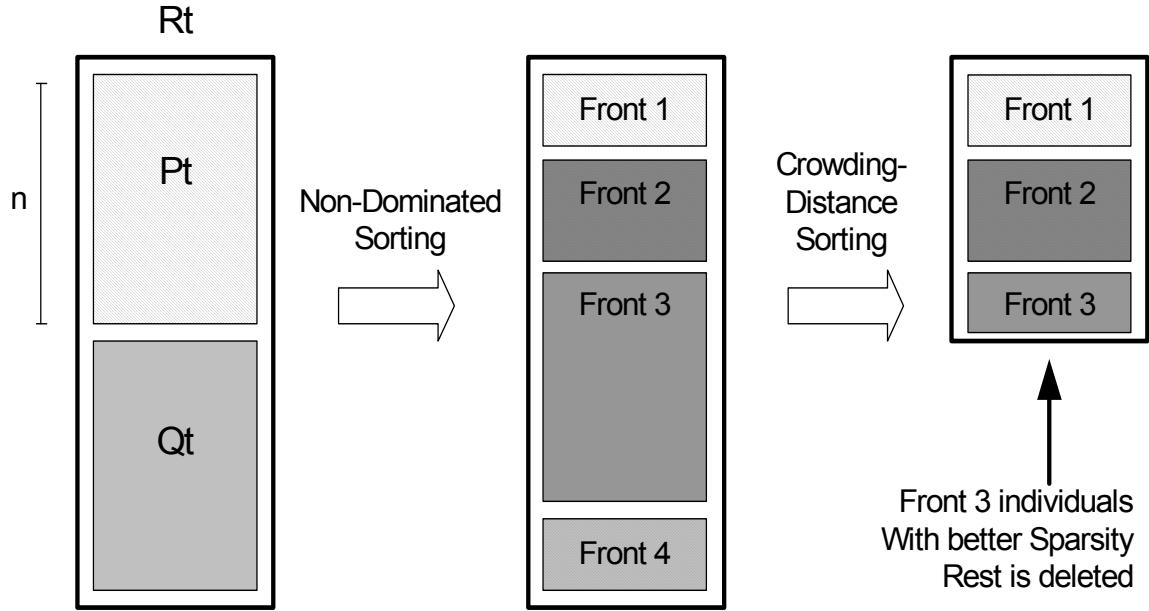 Rt
n
Pt
Qt
Non-Dominated
Sorting
Front 1
Front 2
Front 3
Front 4
Crowding-
Distance
Sorting
Front 1
Front 2
Front 3
Front 3 individuals
With better Sparsity
Rest is deleted